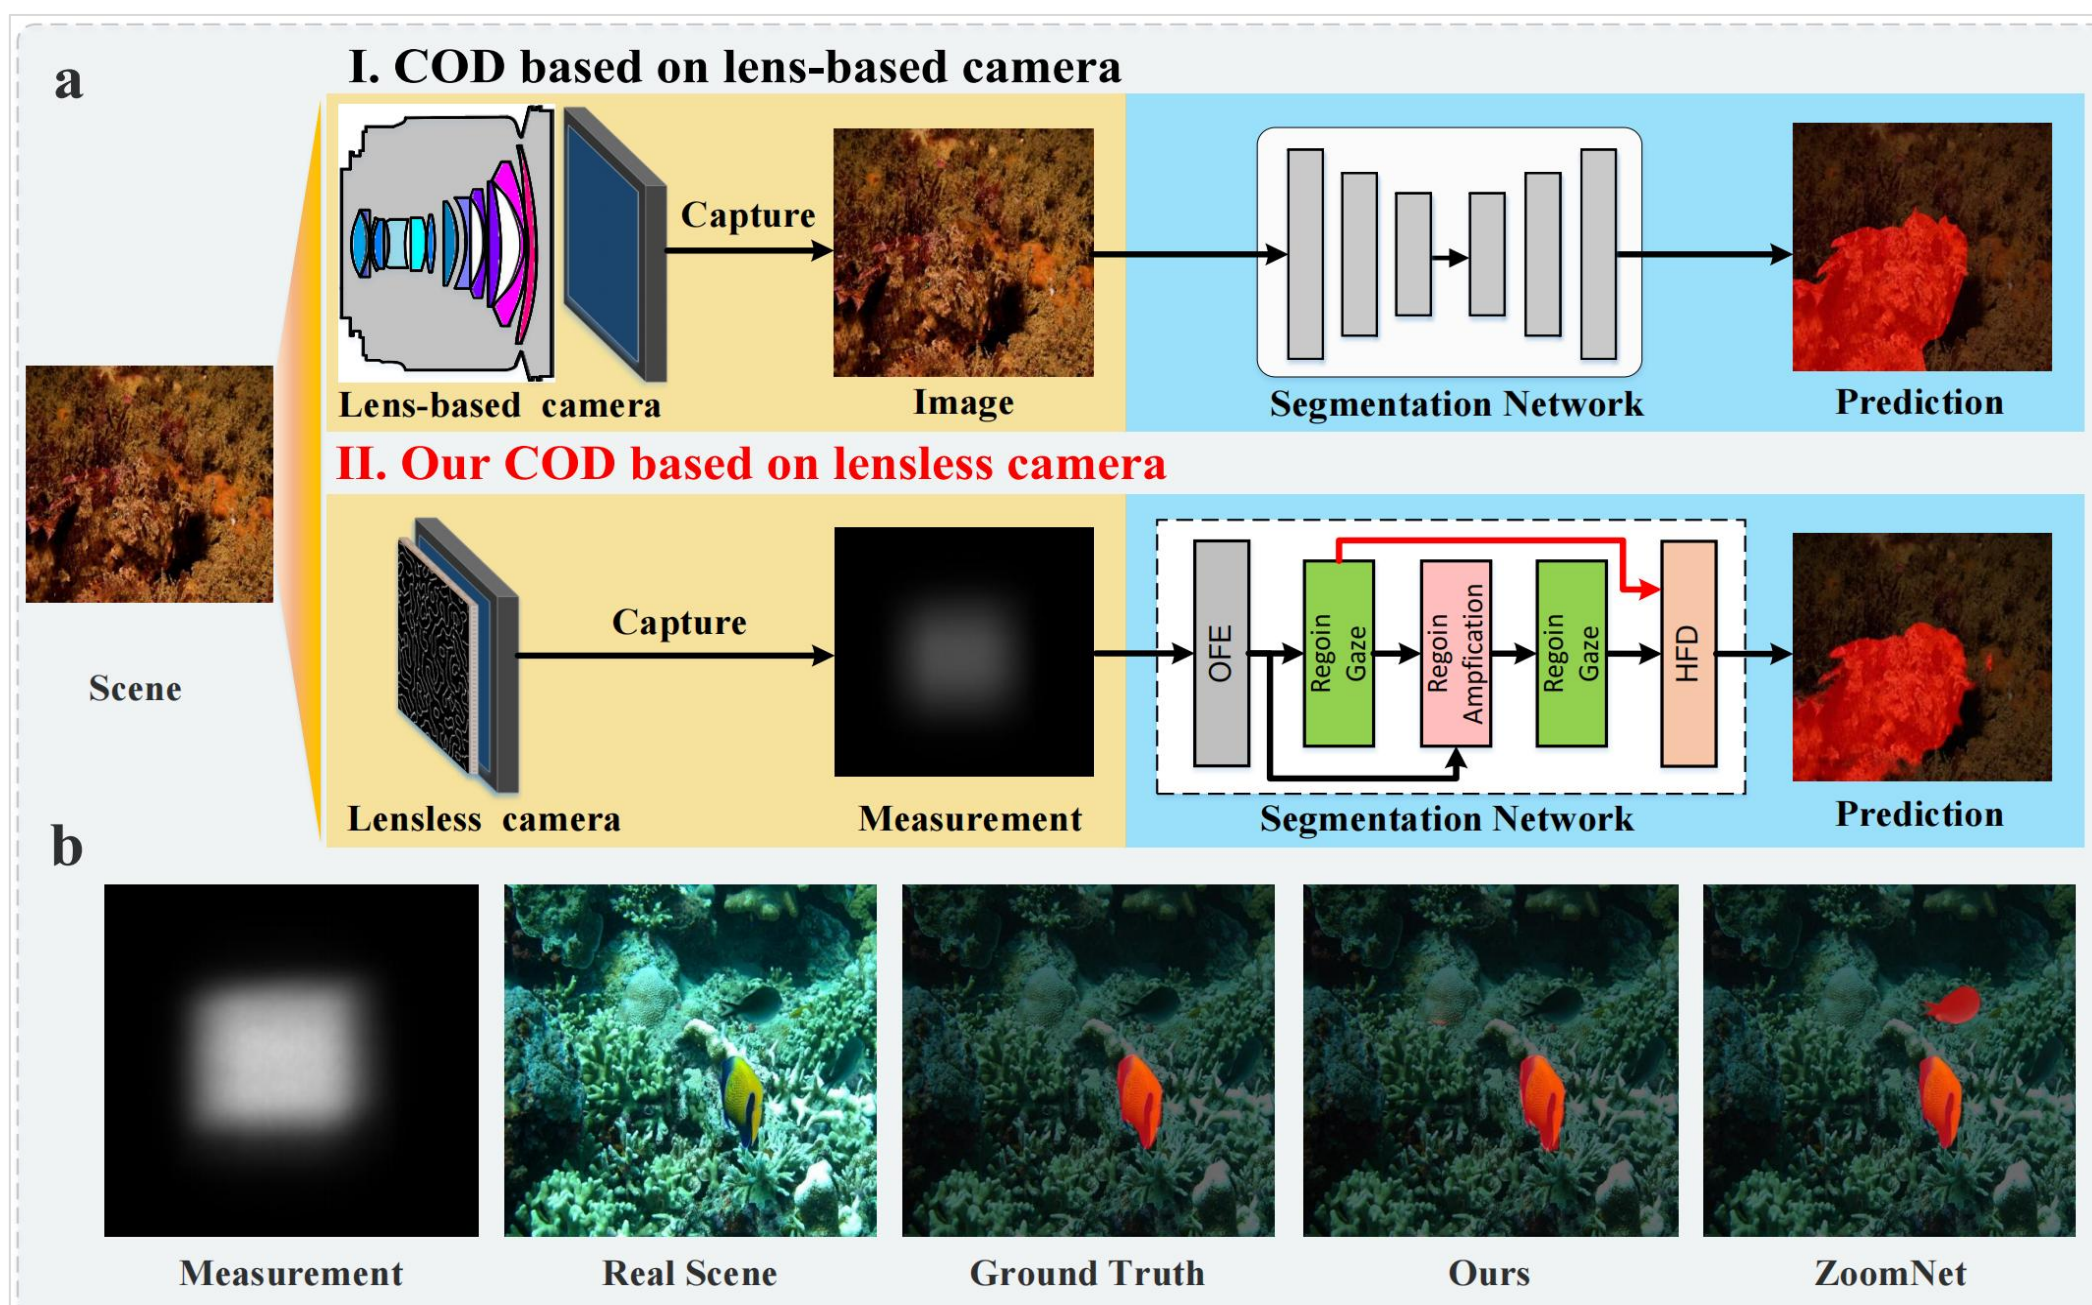 a
I. COD based on lens-based camera
Capture
Lens-based camera
Image
Segmentation Network
Prediction
II. Our COD based on lensless camera
Scene
Capture
Lensless camera
Measurement
OFE
Regoin
Gaze
Regoin
Ampfication
Regoin
Gaze
HFD
Segmentation Network
Prediction
b
Measurement
Real Scene
Ground Truth
Ours
ZoomNet